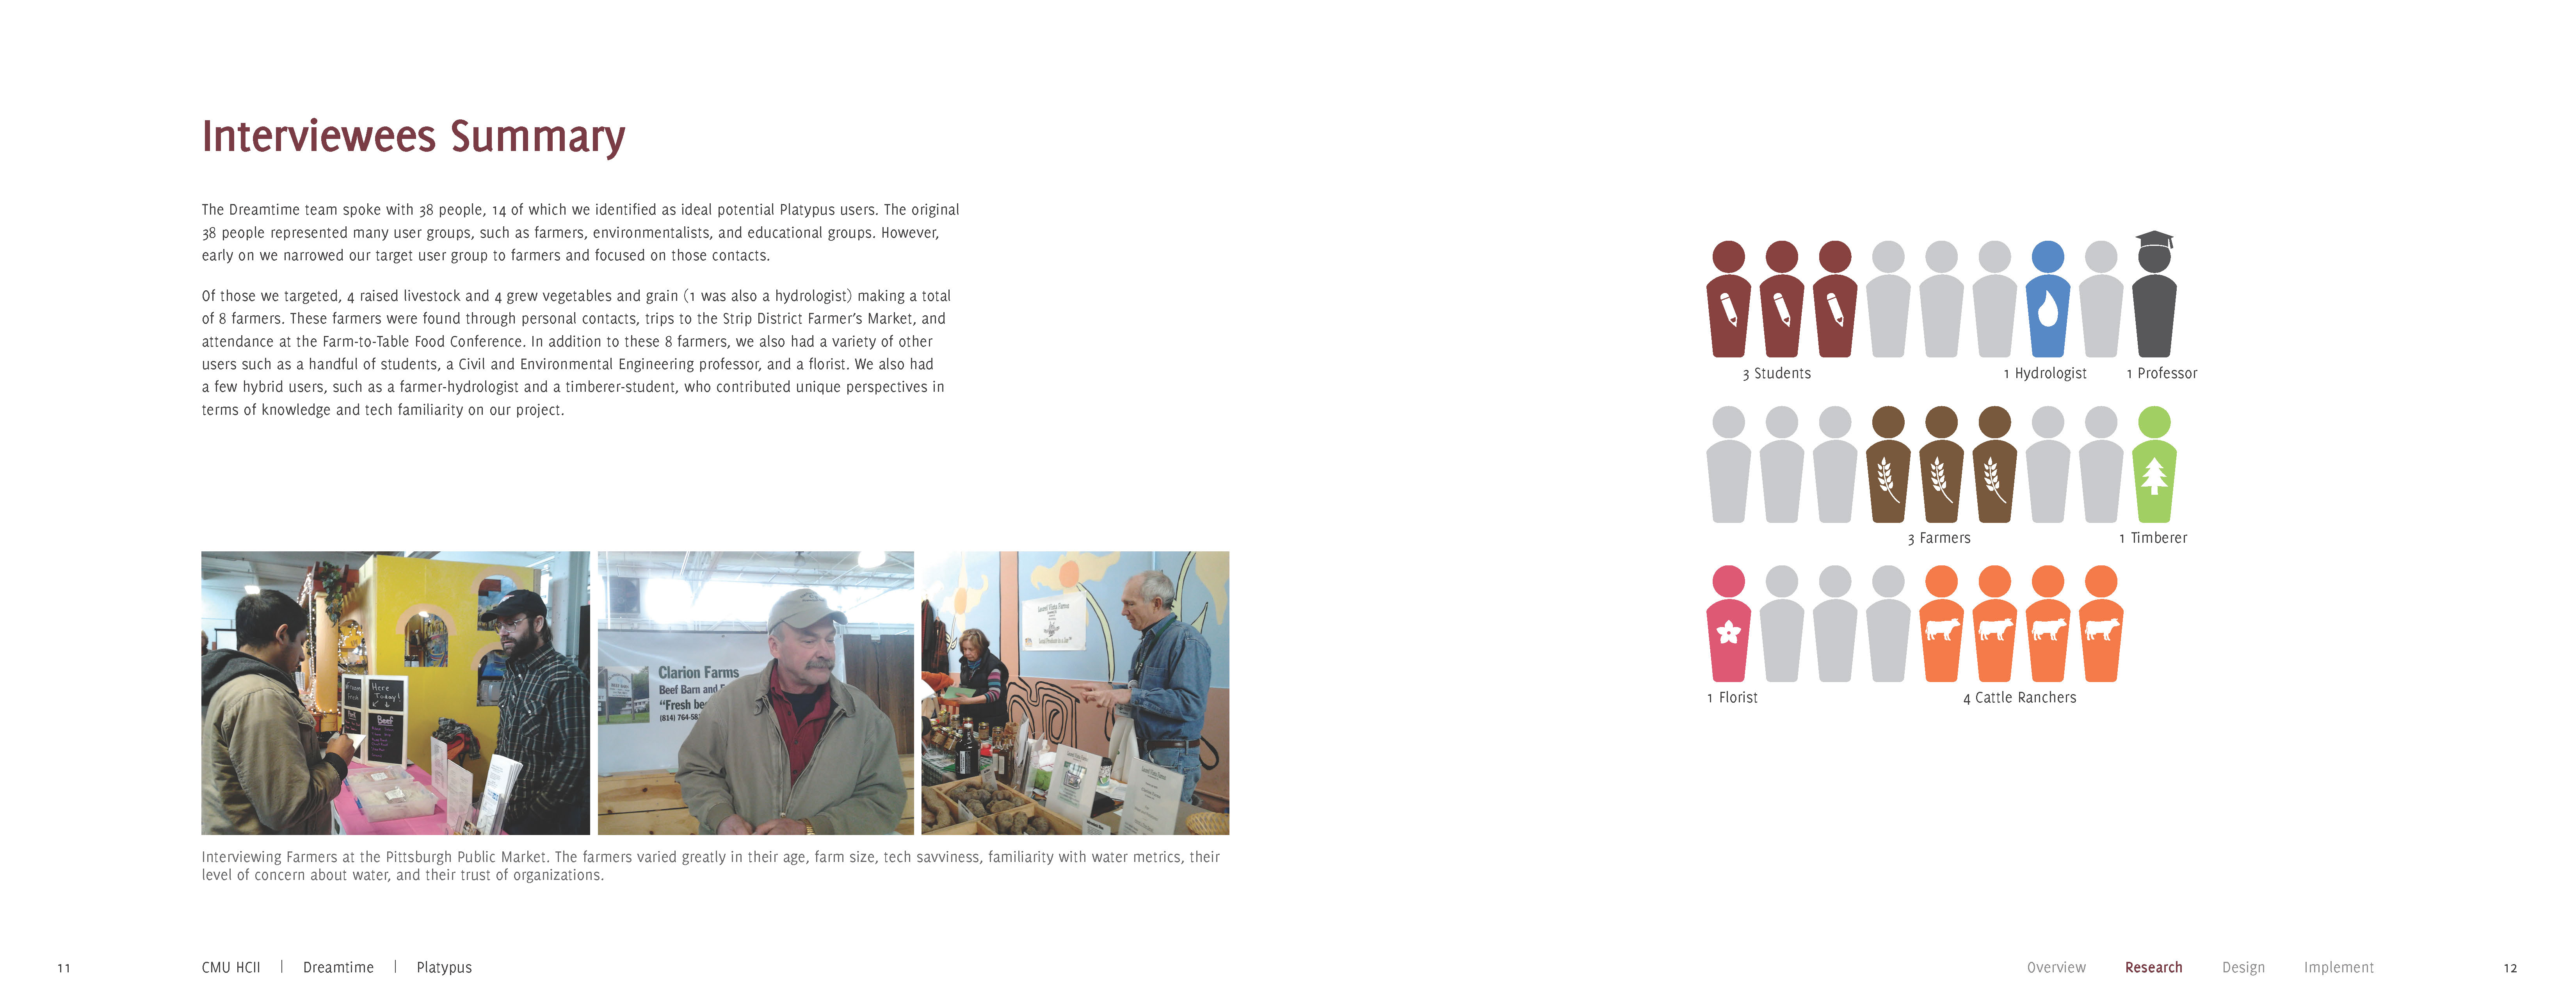 Interviewees Summary
The Dreamtime team spoke with 38 people, 14 of which we identified as ideal potential Platypus users. The original
38 people represented many user groups, such as farmers, environmentalists, and educational groups. However,
early on we narrowed our target user group to farmers and focused on those contacts.
Of those we targeted, 4 raised livestock and 4 grew vegetables and grain (1 was also a hydrologist) making a total
of 8 farmers. These farmers were found through personal contacts, trips to the Strip District Farmer's Market, and
attendance at the Farm-to-Table Food Conference. In addition to these 8 farmers, we also had a variety of other
users such as a handful of students, a Civil and Environmental Engineering professor, and a florist. We also had
a few hybrid users, such as a farmer-hydrologist and a timberer-student, who contributed unique perspectives in
terms of knowledge and tech familiarity on our project.
Here
Today!
Beef
Clarion Farms
Beef Barn and
"Fresh be
(814) 764-58
Laurel Vista Farms
Interviewing Farmers at the Pittsburgh Public Market. The farmers varied greatly in their age, farm size, tech savviness, familiarity with water metrics, their
level of concern about water, and their trust of organizations.
11
CMU HCII | Dreamtime | Platypus
3 Students
1 Hydrologist
1 Professor
3 Farmers
1 Timberer
1 Florist
4 Cattle Ranchers
Overview Research Design Implement
12